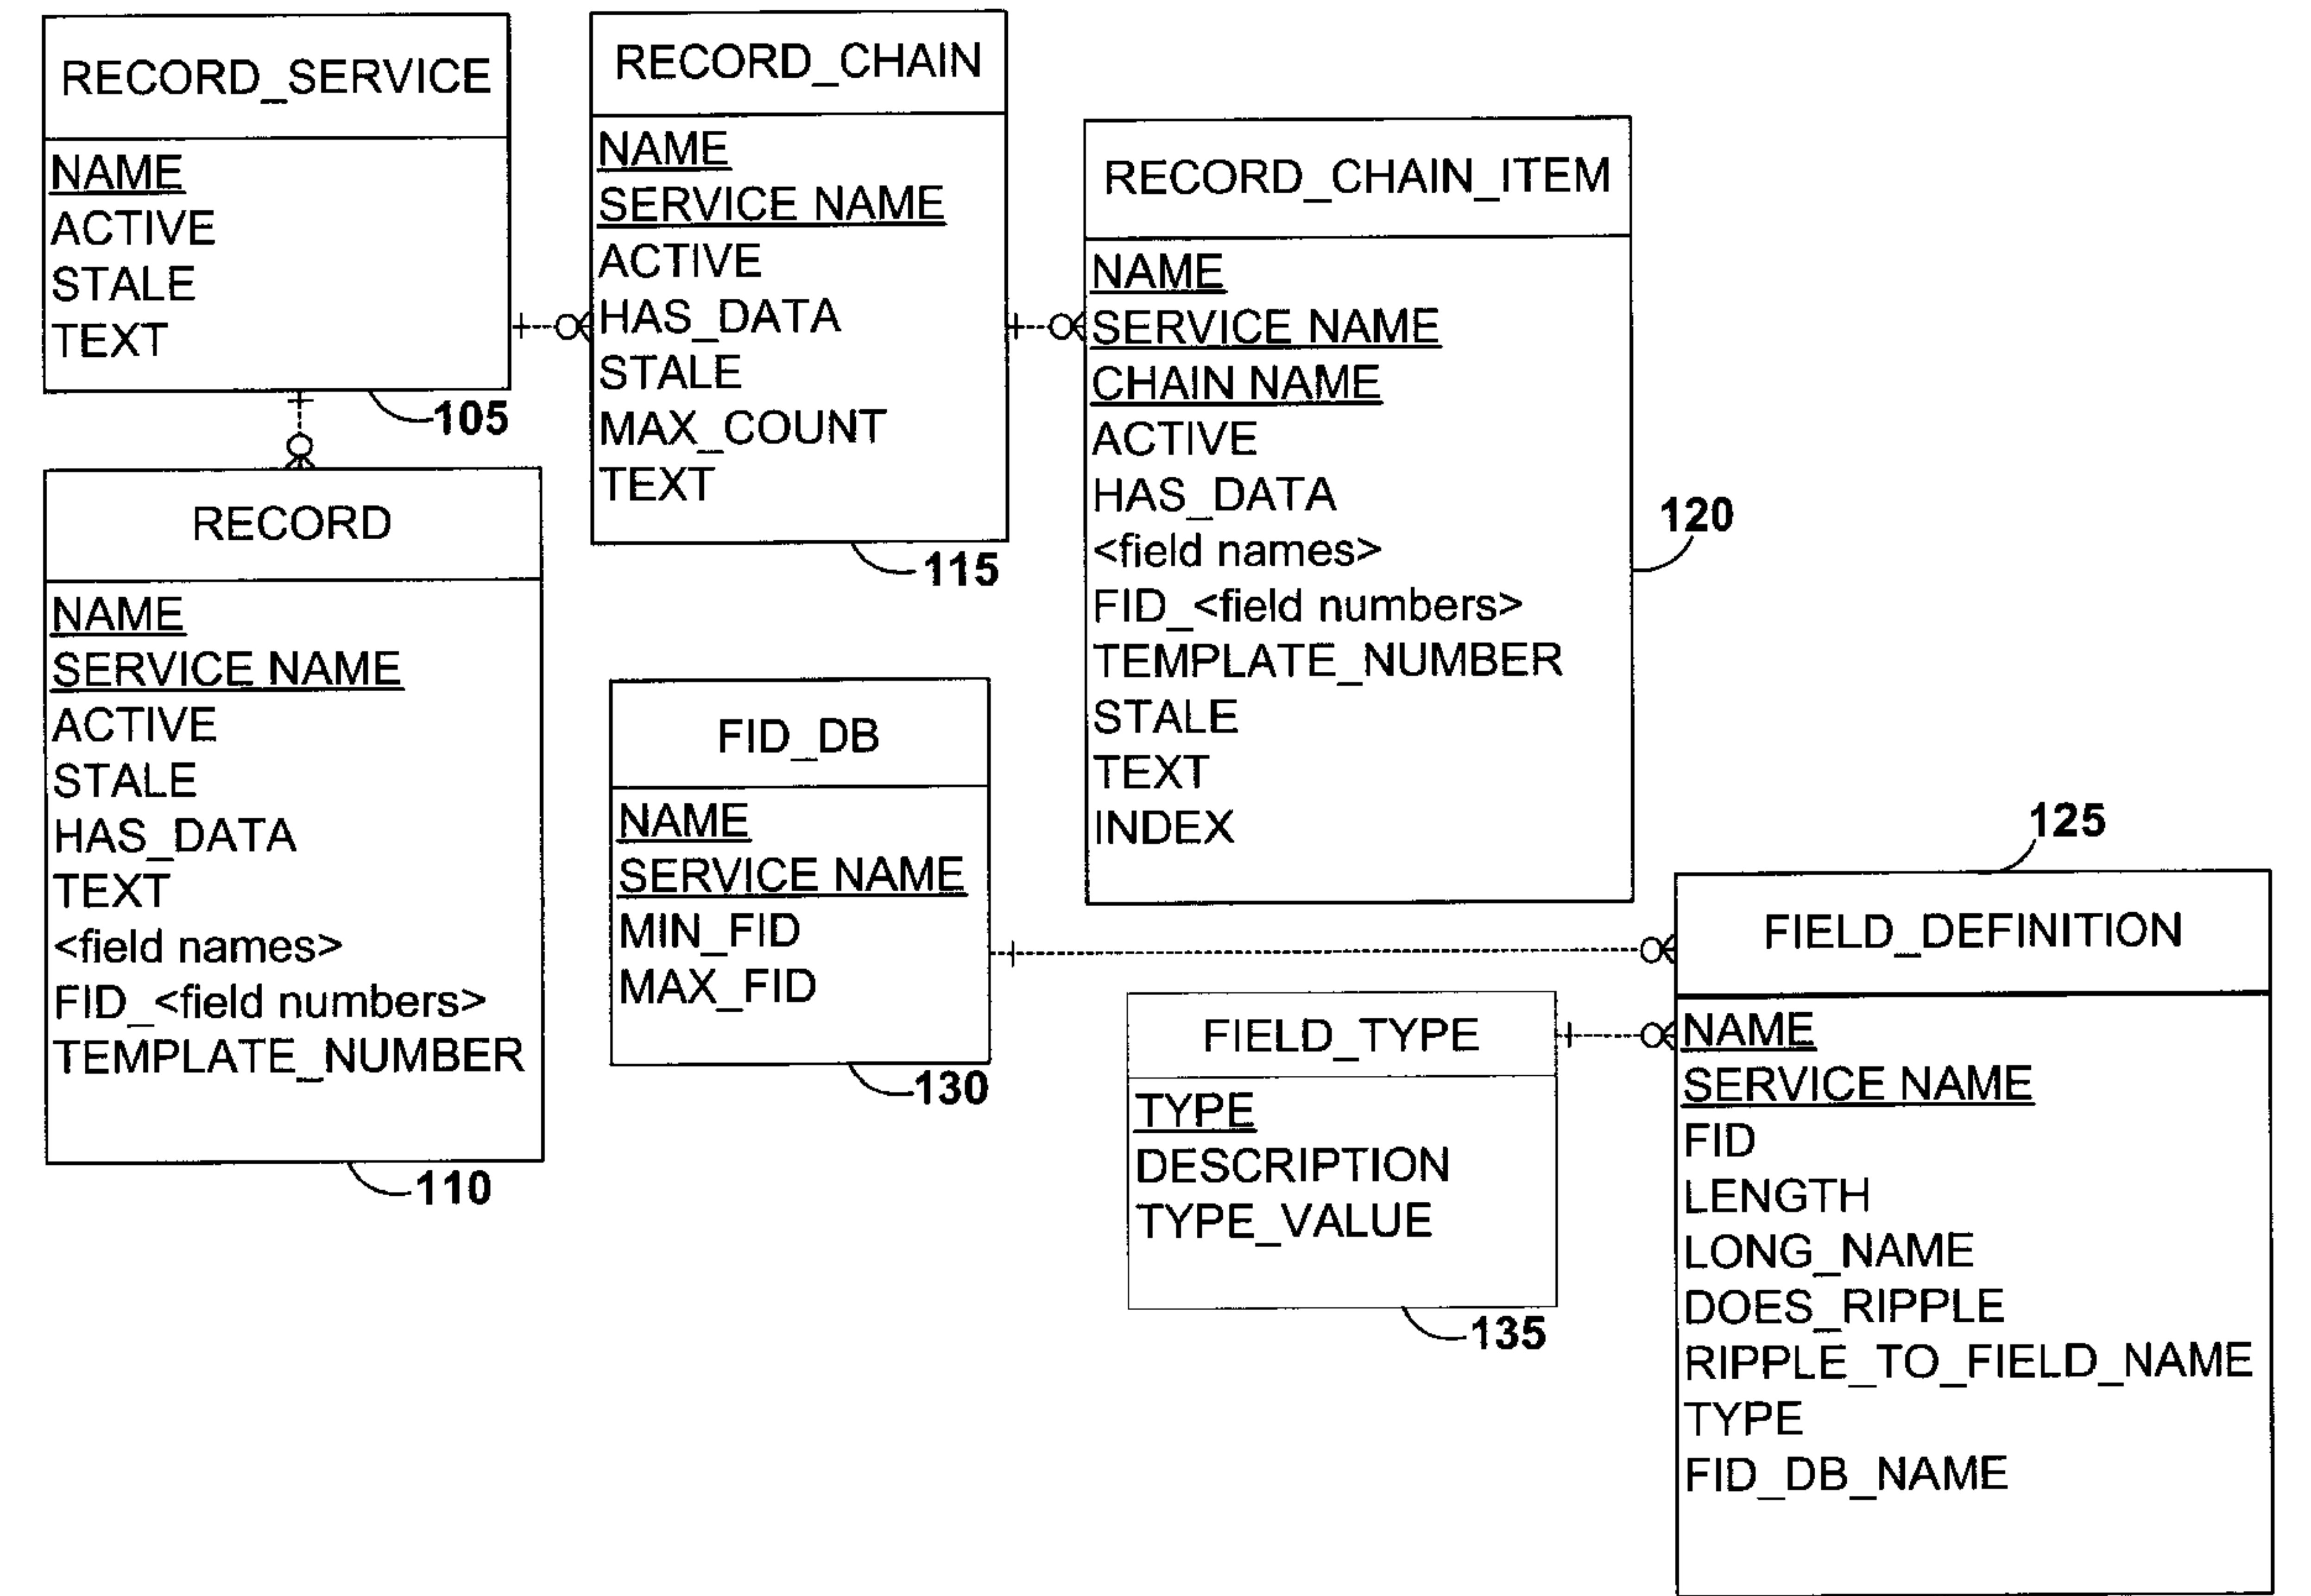 RECORD_SERVICE
NAME
ACTIVE
STALE
TEXT
105
RECORD_CHAIN
NAME
SERVICE NAME
ACTIVE
HAS_DATA
STALE
MAX_COUNT
TEXT
115
RECORD_CHAIN_ITEM
NAME
SERVICE NAME
CHAIN NAME
ACTIVE
HAS_DATA
<field names>
FID_<field numbers>
TEMPLATE_NUMBER
STALE
TEXT
INDEX
120
RECORD
NAME
SERVICE NAME
ACTIVE
STALE
HAS_DATA
TEXT
<field names>
FID_<field numbers>
TEMPLATE_NUMBER
110
FID_DB
NAME
SERVICE NAME
MIN_FID
MAX_FID
130
FIELD_TYPE
TYPE
DESCRIPTION
TYPE_VALUE
135
125
FIELD_DEFINITION
NAME
SERVICE NAME
FID
LENGTH
LONG_NAME
DOES_RIPPLE
RIPPLE_TO_FIELD_NAME
TYPE
FID_DB_NAME